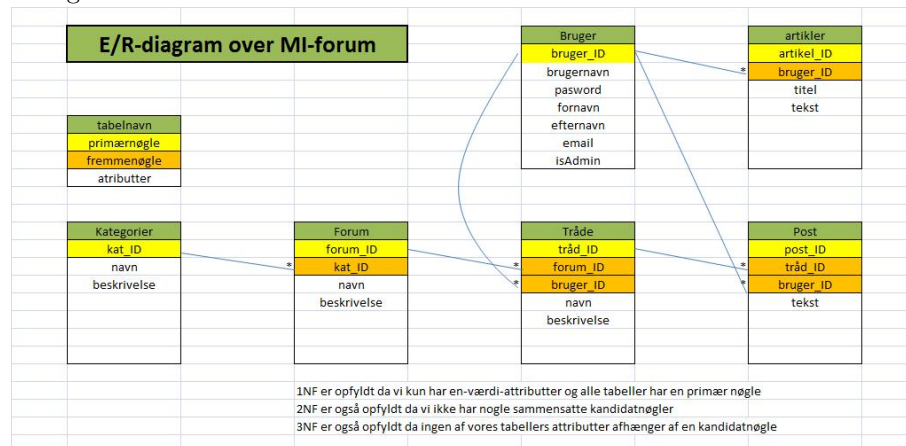 E/R-diagram over MI-forum
tabelnavn
primærnøgle
fremmenøgle
atributter
Bruger
bruger_ID
brugernavn
pasword
fornavn
efternavn
email
isAdmin
artikler
artikel_ID
* bruger_ID
titel
tekst
Kategorier
kat_ID
navn
beskrivelse
Forum
forum_ID
* kat_ID
navn
beskrivelse
Tråde
tråd_ID
* forum_ID
* bruger_ID
navn
beskrivelse
Post
post_ID
* tråd_ID
* bruger_ID
tekst
1NF er opfyldt da vi kun har en-værdi-attributter og alle tabeller har en primær nøgle
2NF er også opfyldt da vi ikke har nogle sammensatte kandidatnøgler
3NF er også opfyldt da ingen af vores tabellers attributter afhænger af en kandidatnøgle